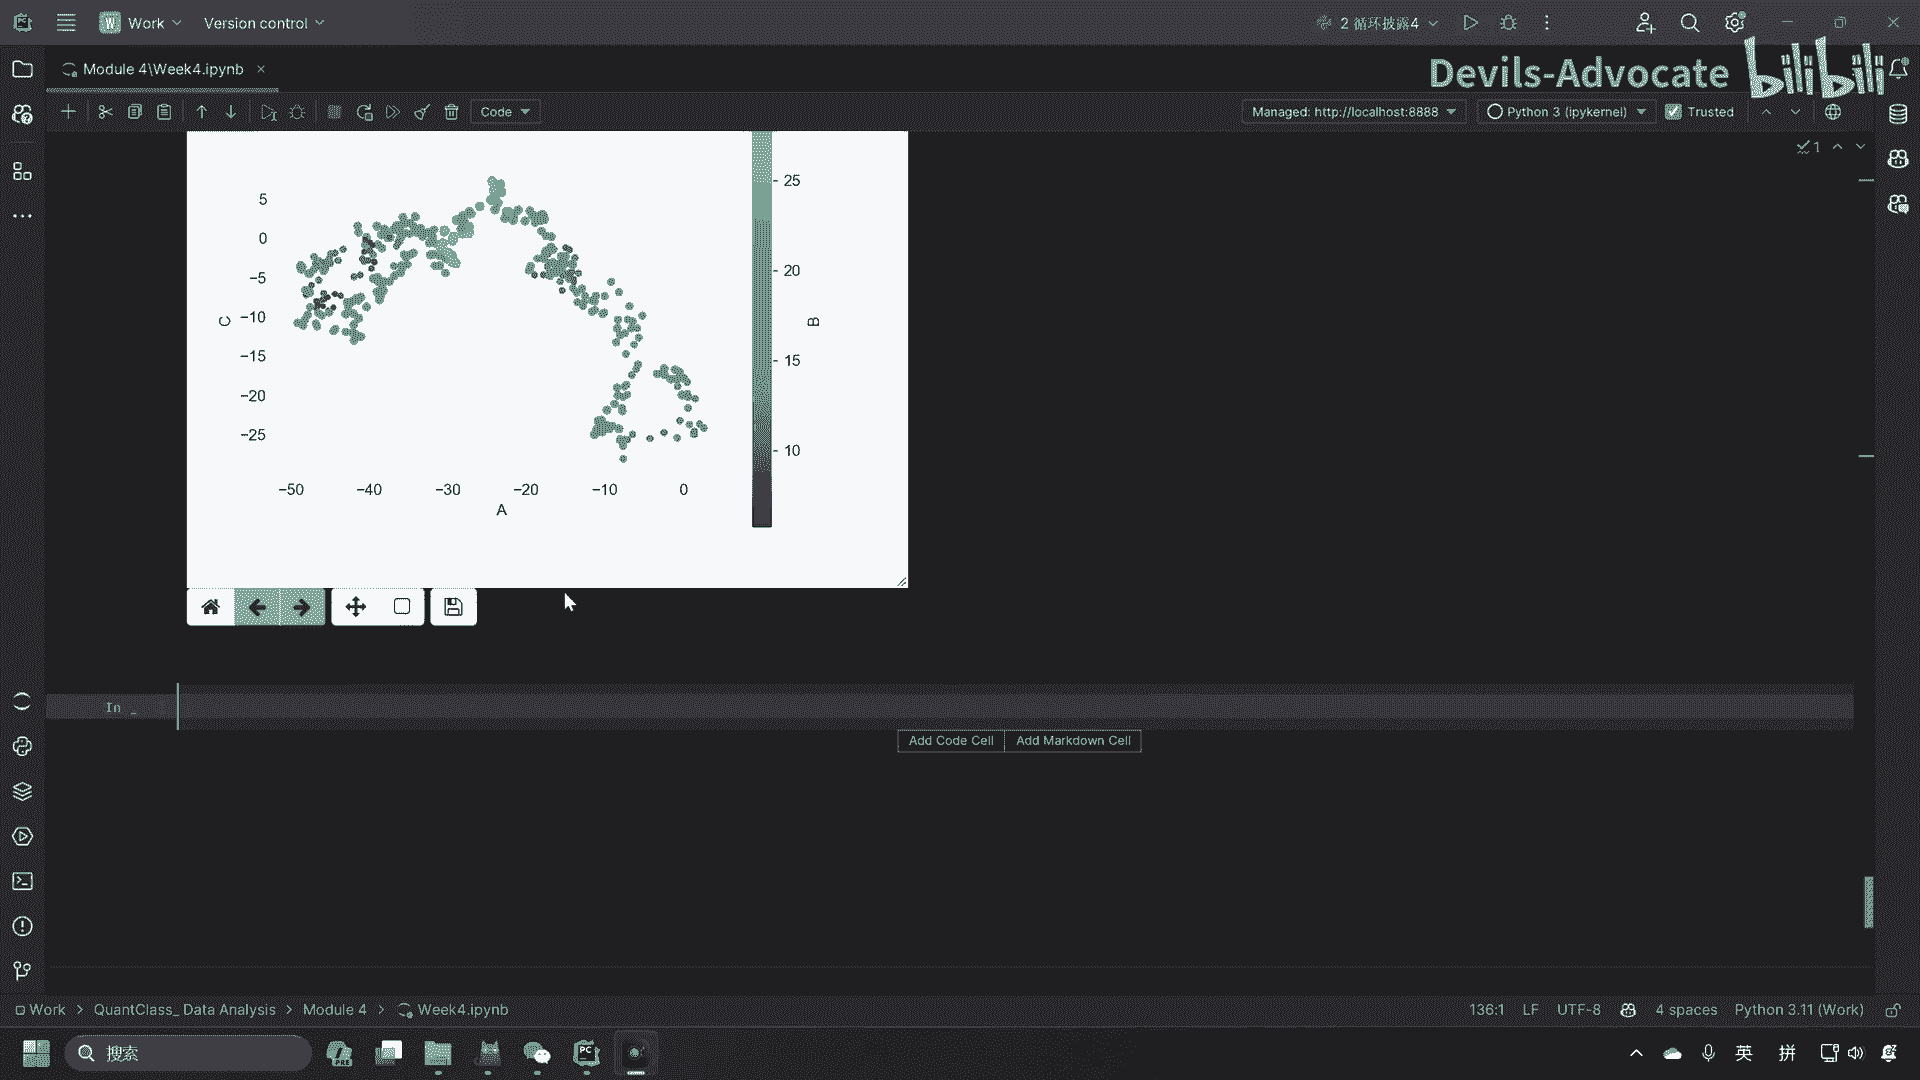 Work
Version control
2 循环披露4
Module 4\Week4.ipynb
Devils-Advocate
bilibili
Code
Managed: http://localhost:8888
Python 3 (ipykernel)
Trusted
1
5
0
−5
−10
−15
−20
−25
C
−50
−40
−30
−20
−10
0
A
25
20
15
10
B
In _
Add Code Cell
Add Markdown Cell
Work > QuantClass_ Data Analysis > Module 4 > Week4.ipynb
136:1
LF
UTF-8
4 spaces
Python 3.11 (Work)
搜索
英
拼